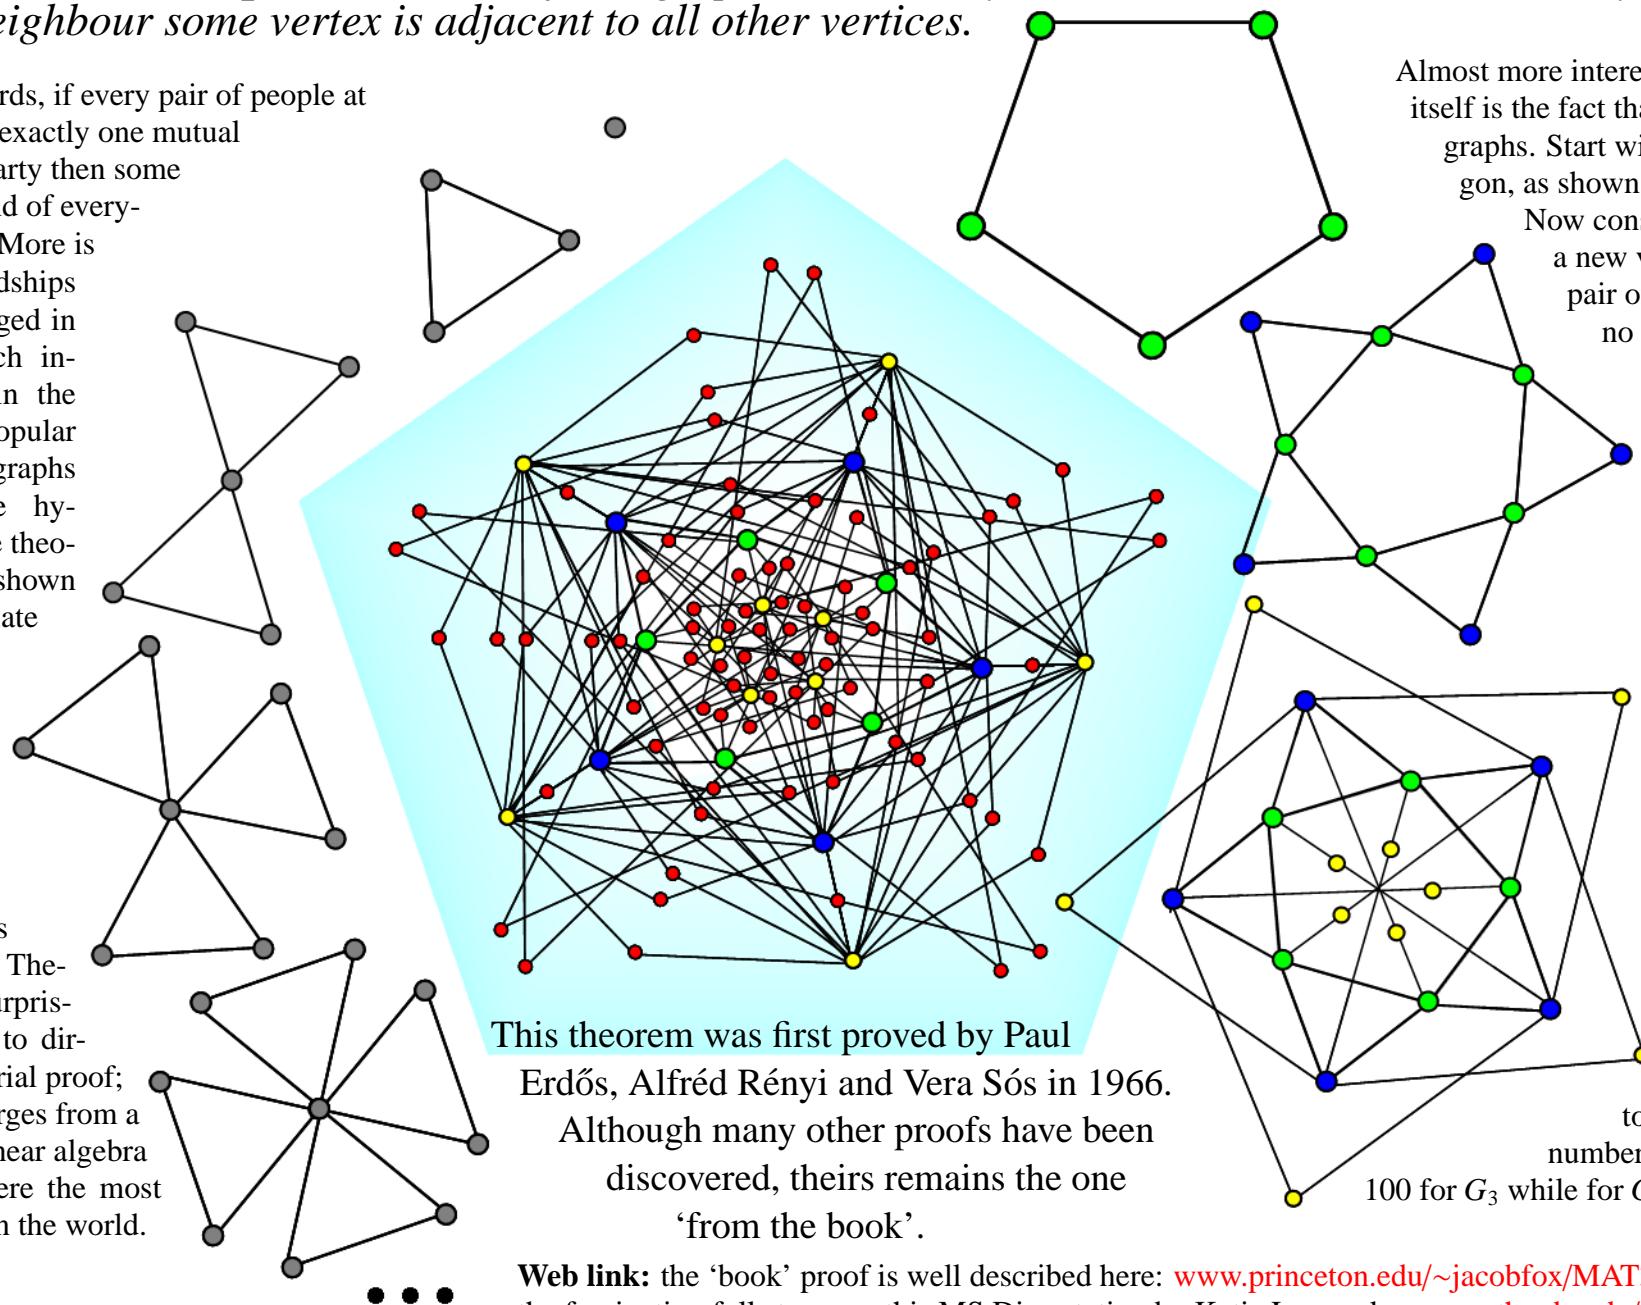 eighbour some vertex is adjacent to all other vertices.
rds, if every pair of people at
exactly one mutual
arty then some
d of every-
More is
dships
ged in
ch in-
in the
opular
graphs
e hy-
e theo-
shown
ate
s
The-
urpris-
to dir-
rial proof;
rges from a
near algebra
ere the most
n the world.
This theorem was first proved by Paul
Erdős, Alfréd Rényi and Vera Sós in 1966.
Although many other proofs have been
discovered, theirs remains the one
‘from the book’.
Almost more intere
itself is the fact tha
graphs. Start wi
gon, as shown
Now cons
a new v
pair o
no
to
number
100 for G₃ while for
Web link: the ‘book’ proof is well described here: www.princeton.edu/~jacobfox/MAT